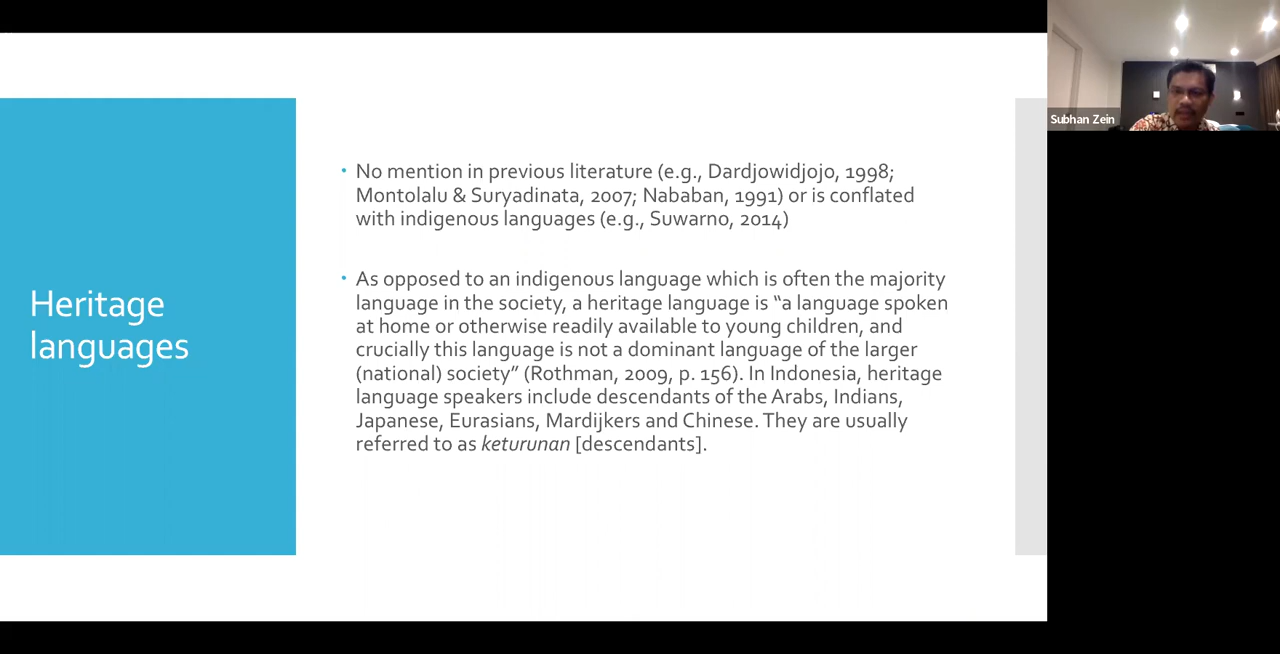 Heritage
languages
• No mention in previous literature (e.g., Dardjowidjojo, 1998;
Montolalu & Suryadinata, 2007; Nababan, 1991) or is conflated
with indigenous languages (e.g., Suwarno, 2014)
• As opposed to an indigenous language which is often the majority
language in the society, a heritage language is “a language spoken
at home or otherwise readily available to young children, and
crucially this language is not a dominant language of the larger
(national) society” (Rothman, 2009, p. 156). In Indonesia, heritage
language speakers include descendants of the Arabs, Indians,
Japanese, Eurasians, Mardijkers and Chinese. They are usually
referred to as keturunan [descendants].
Subhan Zein